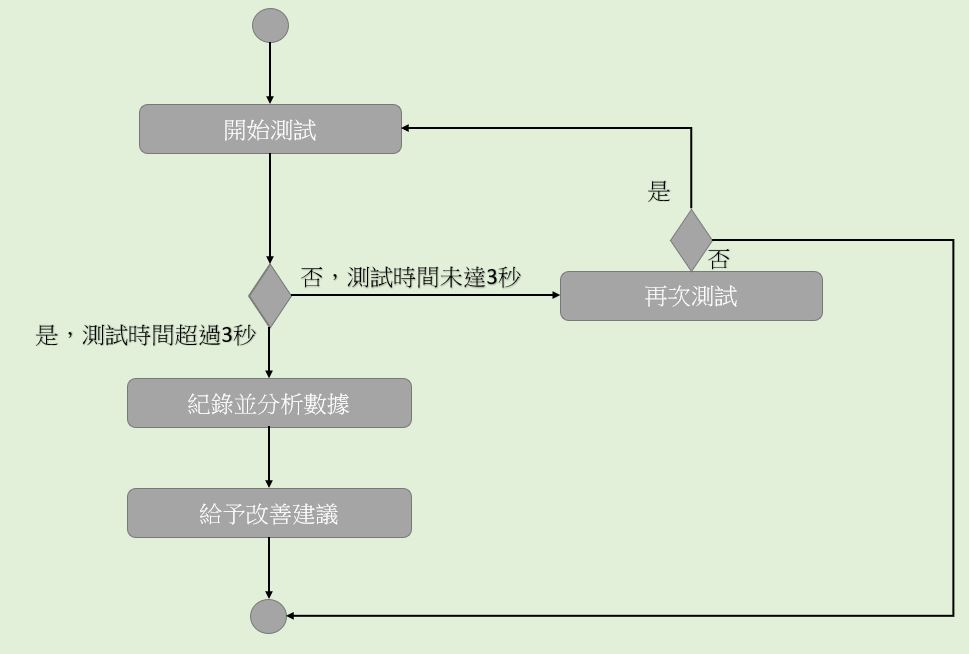 開始測試
是
否
否，測試時間未達3秒
再次測試
是，測試時間超過3秒
紀錄並分析數據
給予改善建議